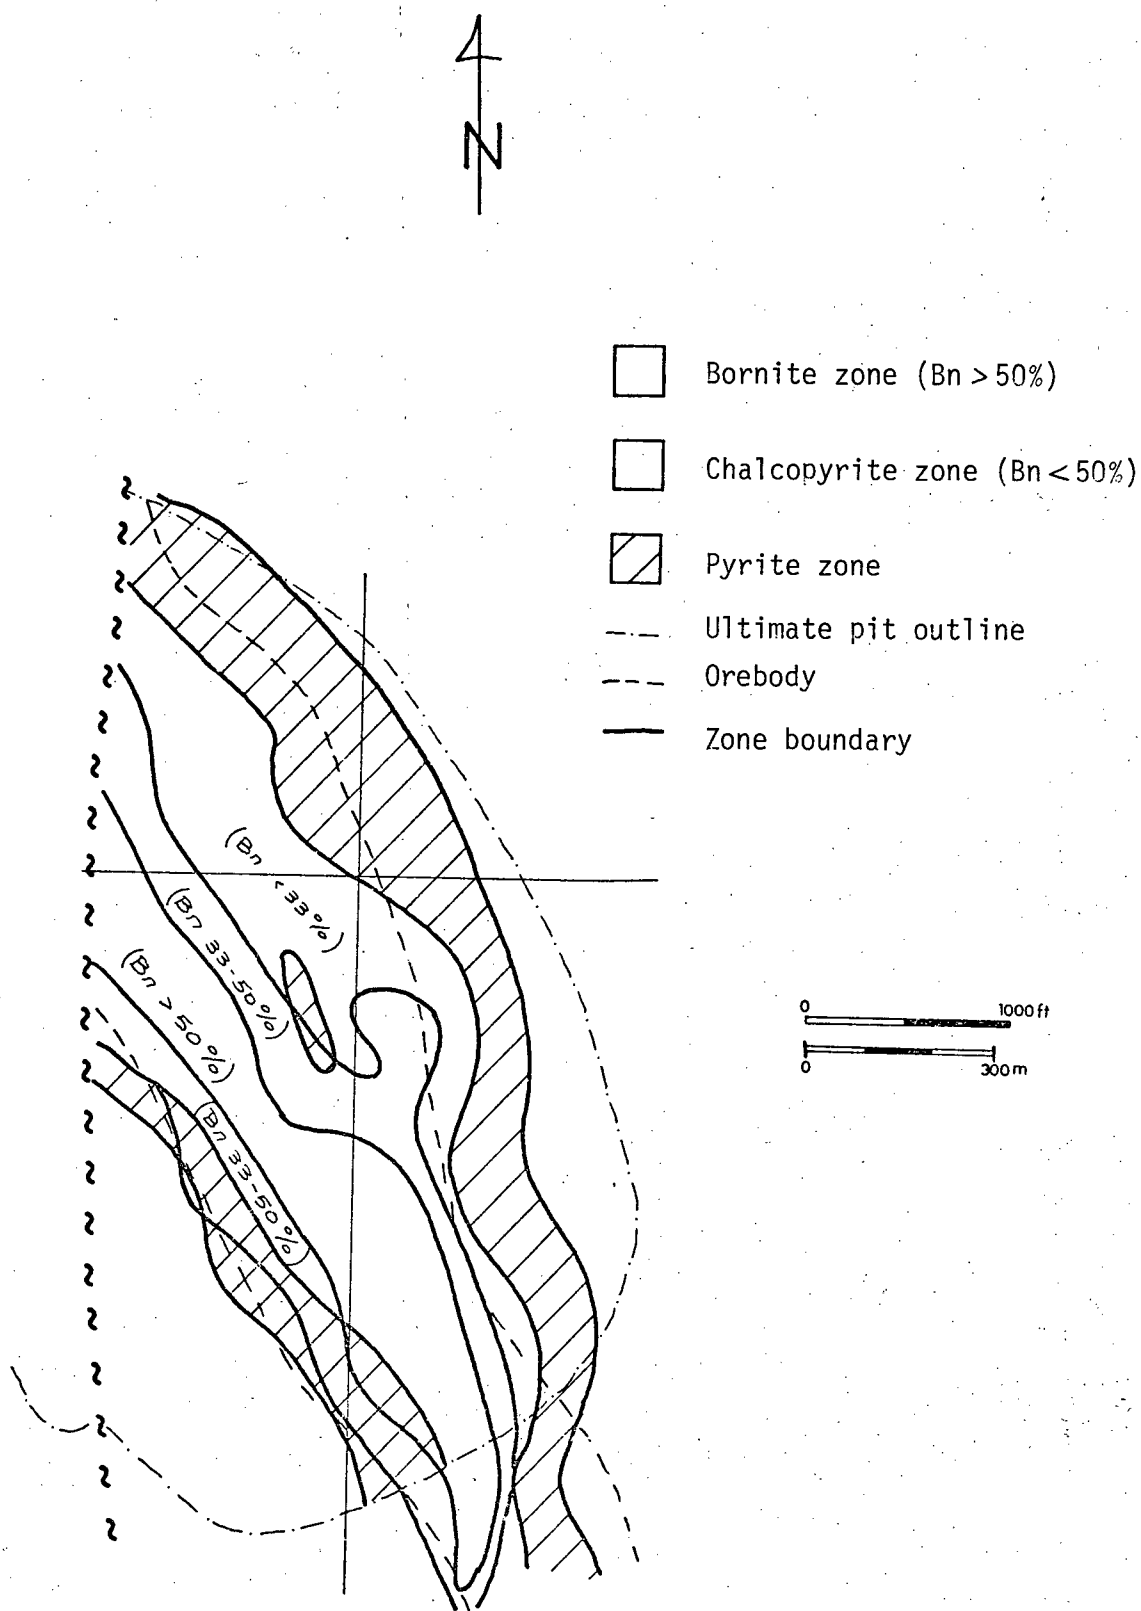 N
Bornite zone (Bn > 50%)
Chalcopyrite zone (Bn < 50%)
Pyrite zone
Ultimate pit outline
Orebody
Zone boundary
(Bn < 33%)
(Bn 33-50%)
(Bn > 50%)
(Bn 33-50%)
0 1000 ft
0 300 m